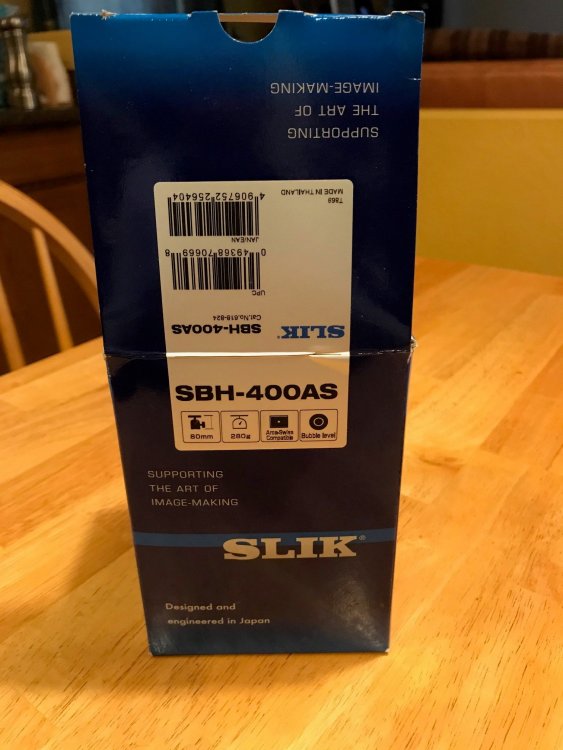 SLIK
SBH-400AS
Cat.No.618-824
UPC
0 49368 70669 8
JAN/EAN
4 906752 256404
T869
MADE IN THAILAND
SUPPORTING
THE ART OF
IMAGE-MAKING
SBH-400AS
80mm
280g
Arca-Swiss
Compatible
Bubble level
SUPPORTING
THE ART OF
IMAGE-MAKING
SLIK®
Designed and
engineered in Japan